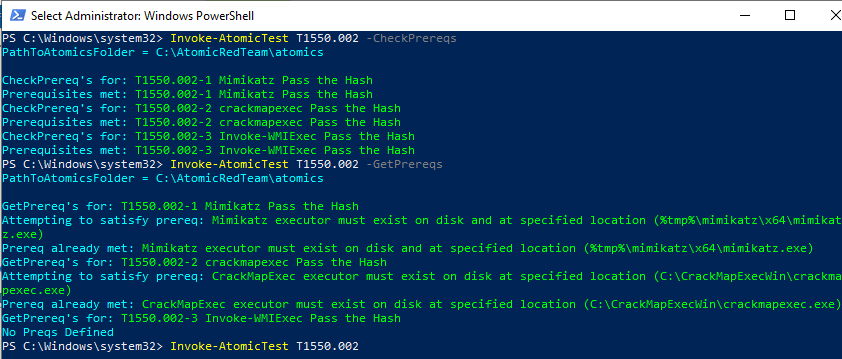 Select Administrator: Windows PowerShell
PS C:\Windows\system32> Invoke-AtomicTest T1550.002 -CheckPrereqs
PathToAtomicsFolder = C:\AtomicRedTeam\atomics
CheckPrereq's for: T1550.002-1 Mimikatz Pass the Hash
Prerequisites met: T1550.002-1 Mimikatz Pass the Hash
CheckPrereq's for: T1550.002-2 crackmapexec Pass the Hash
Prerequisites met: T1550.002-2 crackmapexec Pass the Hash
CheckPrereq's for: T1550.002-3 Invoke-WMIExec Pass the Hash
Prerequisites met: T1550.002-3 Invoke-WMIExec Pass the Hash
PS C:\Windows\system32> Invoke-AtomicTest T1550.002 -GetPrereqs
PathToAtomicsFolder = C:\AtomicRedTeam\atomics
GetPrereq's for: T1550.002-1 Mimikatz Pass the Hash
Attempting to satisfy prereq: Mimikatz executor must exist on disk and at specified location (%tmp%\mimikatz\x64\mimikat
z.exe)
Prereq already met: Mimikatz executor must exist on disk and at specified location (%tmp%\mimikatz\x64\mimikatz.exe)
GetPrereq's for: T1550.002-2 crackmapexec Pass the Hash
Attempting to satisfy prereq: CrackMapExec executor must exist on disk at specified location (C:\CrackMapExecWin\crackma
pexec.exe)
Prereq already met: CrackMapExec executor must exist on disk at specified location (C:\CrackMapExecWin\crackmapexec.exe)
GetPrereq's for: T1550.002-3 Invoke-WMIExec Pass the Hash
No Preqs Defined
PS C:\Windows\system32> Invoke-AtomicTest T1550.002